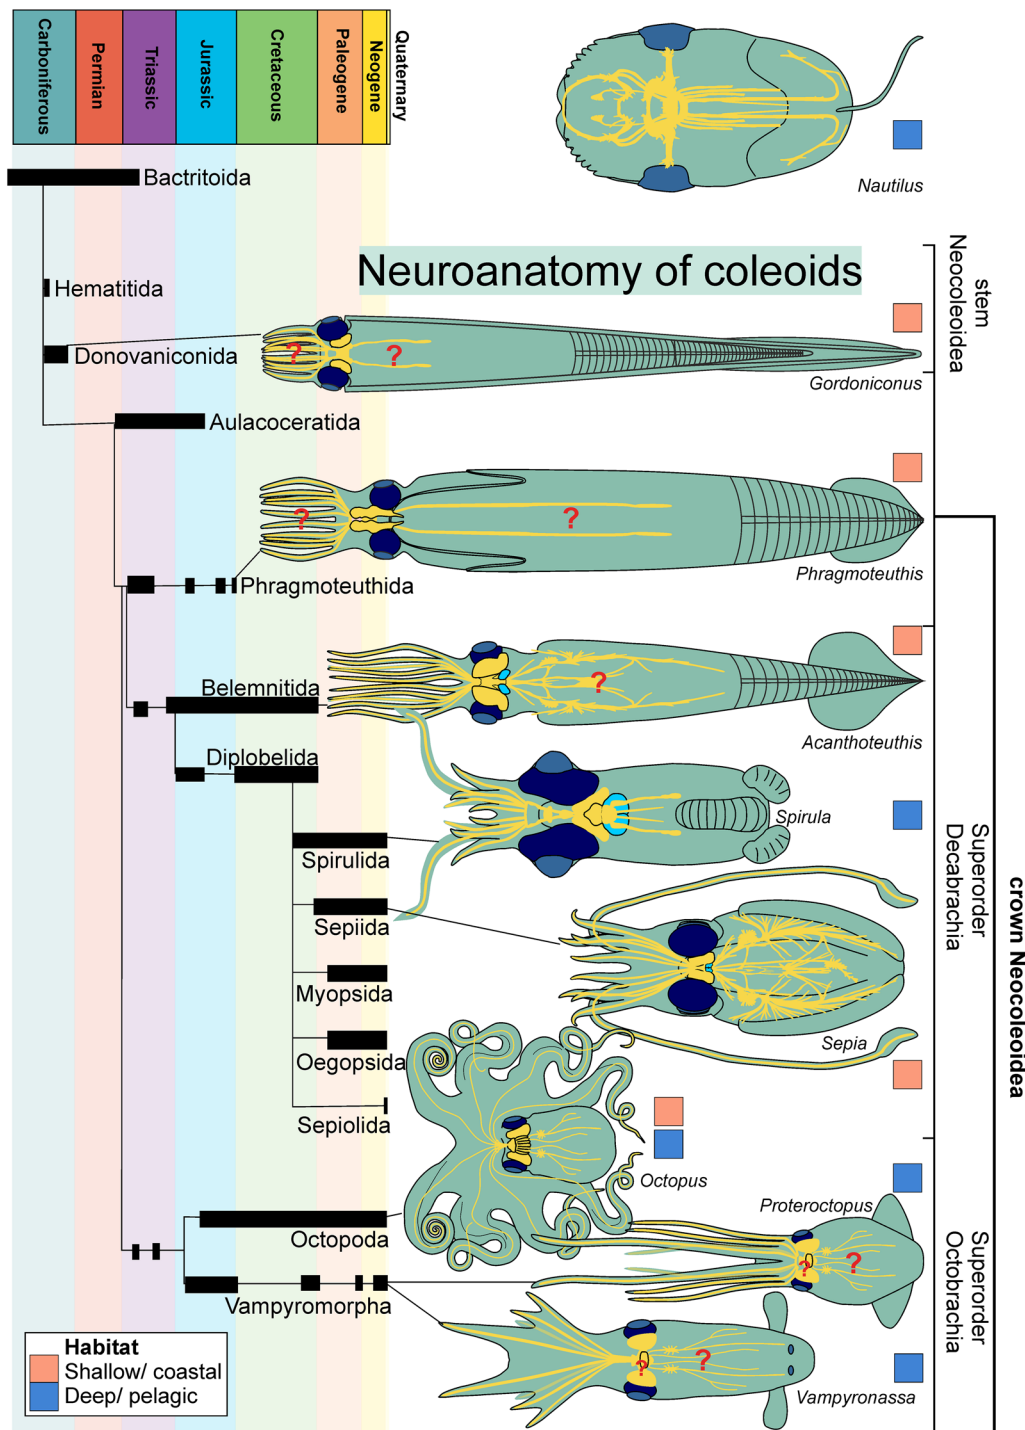 Carboniferous
Permian
Triassic
Jurassic
Cretaceous
Paleogene
Neogene
Quaternary
Nautilus
Bactritoida
Neuroanatomy of coleoids
stem
Neocoleoidea
Hematitida
Donovaniconida
?
?
Gordoniconus
Aulacoceratida
?
?
Phragmoteuthis
Phragmoteuthida
Belemnitida
?
Acanthoteuthis
Diplobelida
Spirula
Superorder
Decabrachia
crown Neocoleoidea
Spirulida
Sepiida
Myopsida
Sepia
Oegopsida
Sepiolida
Octopus
Proteroctopus
Octopoda
?
?
Superorder
Octobrachia
Vampyromorpha
?
?
Vampyronassa
Habitat
Shallow/ coastal
Deep/ pelagic